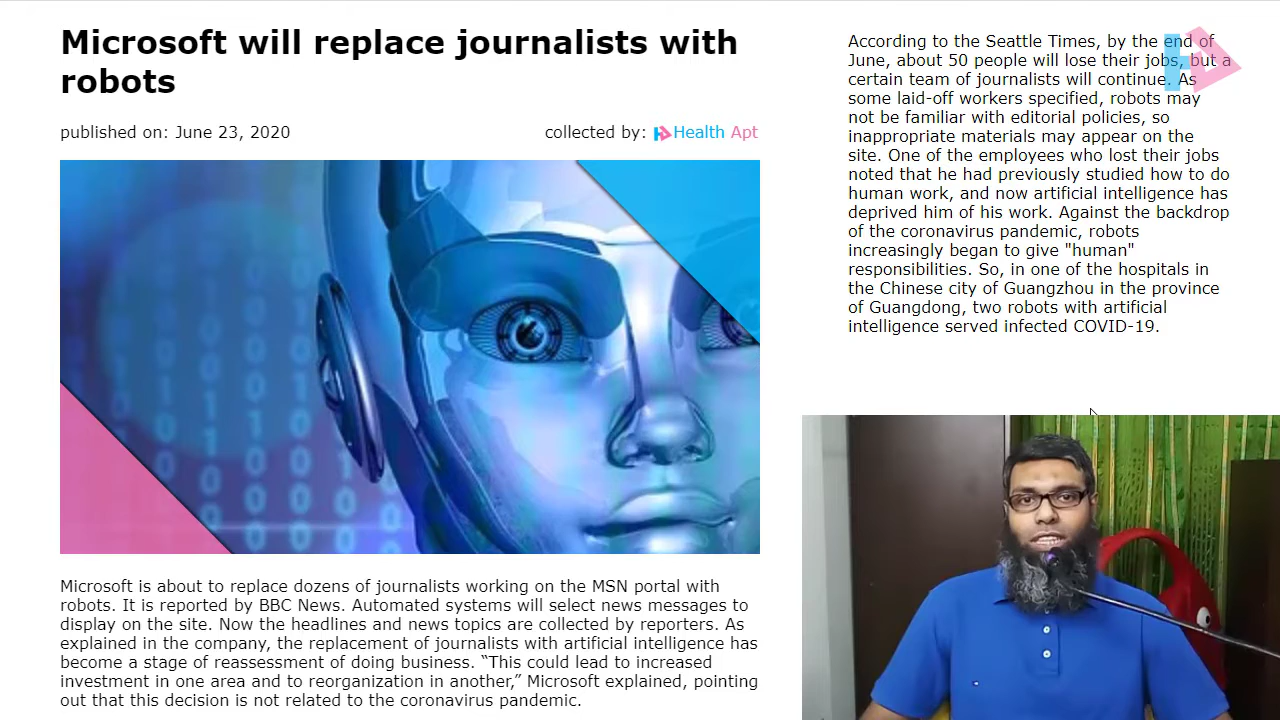 Microsoft will replace journalists with
robots
published on: June 23, 2020
collected by: Health Apt
Microsoft is about to replace dozens of journalists working on the MSN portal with
robots. It is reported by BBC News. Automated systems will select news messages to
display on the site. Now the headlines and news topics are collected by reporters. As
explained in the company, the replacement of journalists with artificial intelligence has
become a stage of reassessment of doing business. “This could lead to increased
investment in one area and to reorganization in another,” Microsoft explained, pointing
out that this decision is not related to the coronavirus pandemic.
According to the Seattle Times, by the end of
June, about 50 people will lose their jobs, but a
certain team of journalists will continue. As
some laid-off workers specified, robots may
not be familiar with editorial policies, so
inappropriate materials may appear on the
site. One of the employees who lost their jobs
noted that he had previously studied how to do
human work, and now artificial intelligence has
deprived him of his work. Against the backdrop
of the coronavirus pandemic, robots
increasingly began to give "human"
responsibilities. So, in one of the hospitals in
the Chinese city of Guangzhou in the province
of Guangdong, two robots with artificial
intelligence served infected COVID-19.